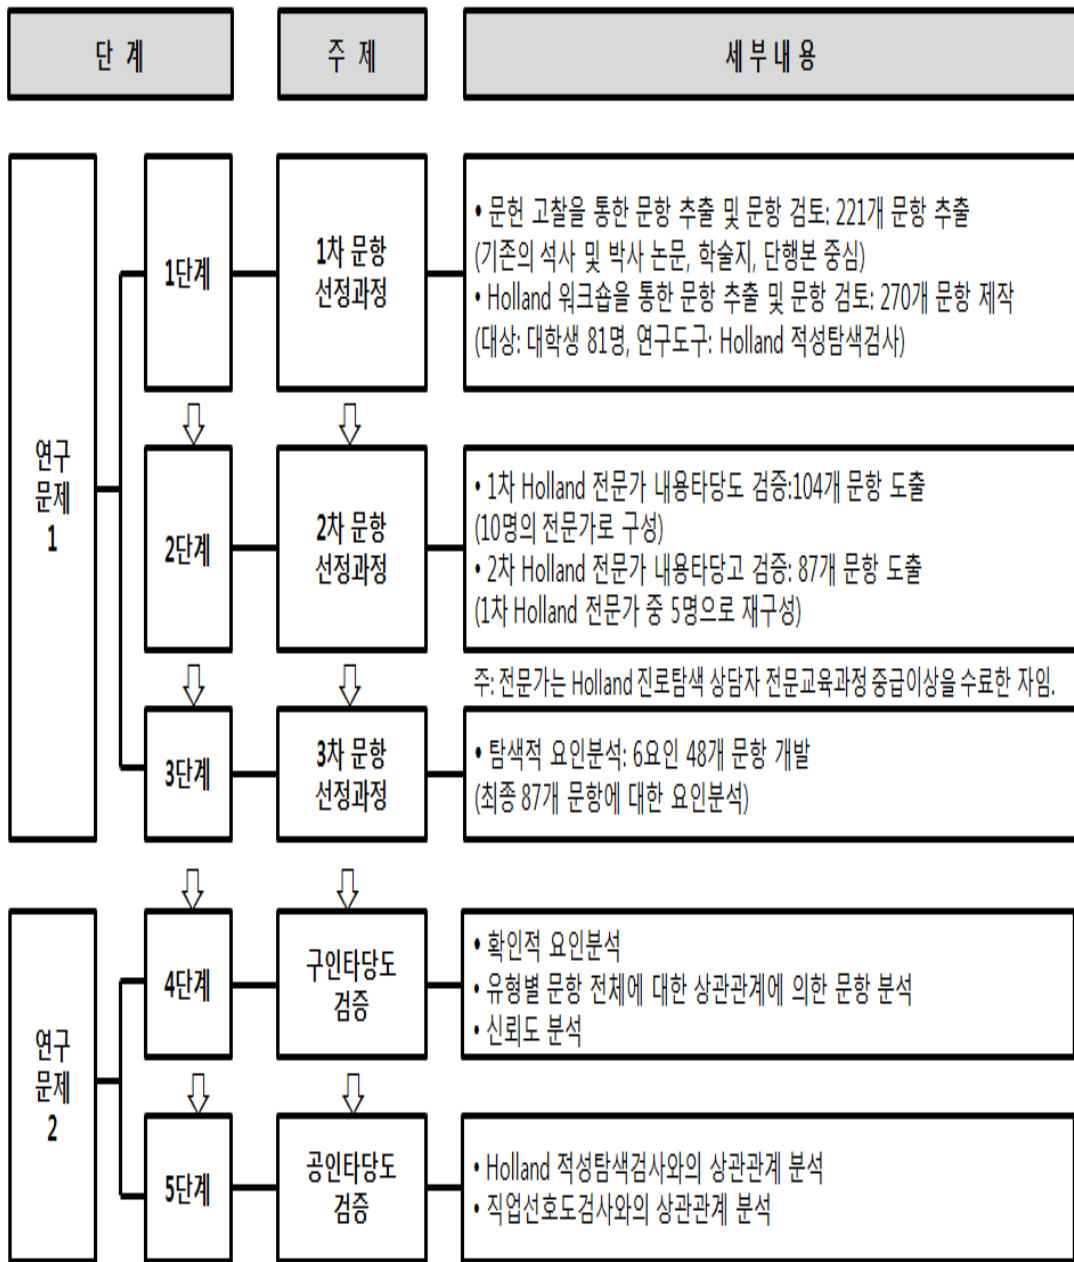 단 계
주 제
세 부 내 용
연구
문제
1
1단계
1차 문항
선정과정
• 문헌 고찰을 통한 문항 추출 및 문항 검토: 221개 문항 추출
(기존의 석사 및 박사 논문, 학술지, 단행본 중심)
• Holland 워크숍을 통한 문항 추출 및 문항 검토: 270개 문항 제작
(대상: 대학생 81명, 연구도구: Holland 적성탐색검사)
2단계
2차 문항
선정과정
• 1차 Holland 전문가 내용타당도 검증:104개 문항 도출
(10명의 전문가로 구성)
• 2차 Holland 전문가 내용타당고 검증: 87개 문항 도출
(1차 Holland 전문가 중 5명으로 재구성)
주: 전문가는 Holland 진로탐색 상담자 전문교육과정 중급이상을 수료한 자임.
3단계
3차 문항
선정과정
• 탐색적 요인분석: 6요인 48개 문항 개발
(최종 87개 문항에 대한 요인분석)
연구
문제
2
4단계
구인타당도
검증
• 확인적 요인분석
• 유형별 문항 전체에 대한 상관관계에 의한 문항 분석
• 신뢰도 분석
5단계
공인타당도
검증
• Holland 적성탐색검사와의 상관관계 분석
• 직업선호도검사와의 상관관계 분석